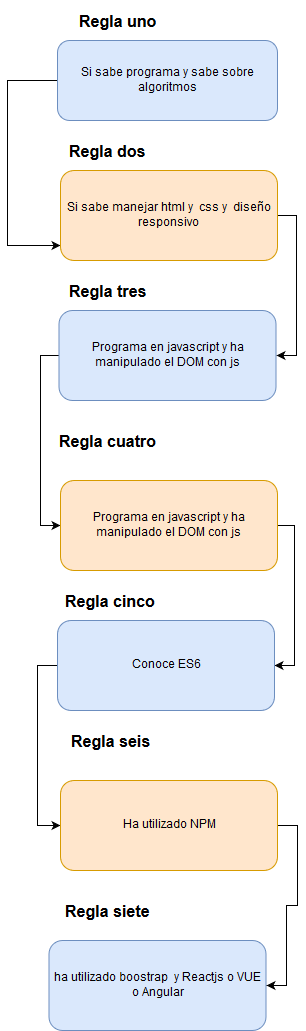 Regla uno
Si sabe programa y sabe sobre
algoritmos
Regla dos
Si sabe manejar html y css y diseño
responsivo
Regla tres
Programa en javascript y ha
manipulado el DOM con js
Regla cuatro
Programa en javascript y ha
manipulado el DOM con js
Regla cinco
Conoce ES6
Regla seis
Ha utilizado NPM
Regla siete
ha utilizado boostrap y Reactjs o VUE
o Angular